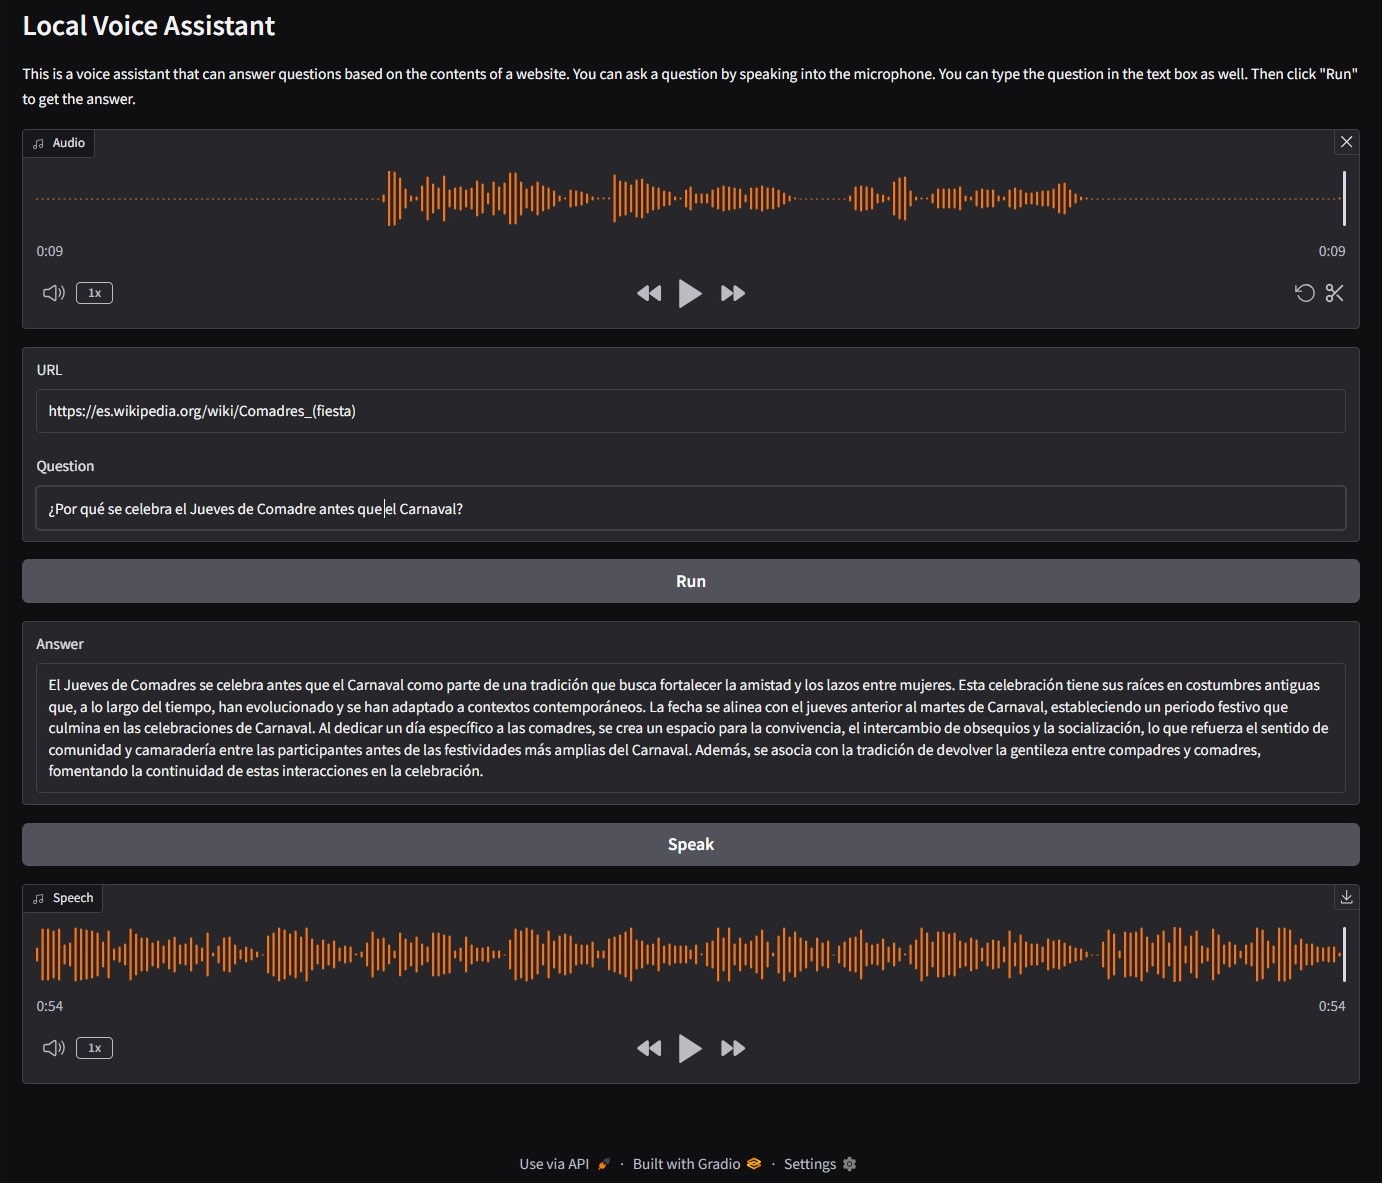 Local Voice Assistant
This is a voice assistant that can answer questions based on the contents of a website. You can ask a question by speaking into the microphone. You can type the question in the text box as well. Then click "Run"
to get the answer.
Audio
0:09
0:09
1x
URL
https://es.wikipedia.org/wiki/Comadres_(fiesta)
Question
¿Por qué se celebra el Jueves de Comadre antes que el Carnaval?
Run
Answer
El Jueves de Comadres se celebra antes que el Carnaval como parte de una tradición que busca fortalecer la amistad y los lazos entre mujeres. Esta celebración tiene sus raíces en costumbres antiguas
que, a lo largo del tiempo, han evolucionado y se han adaptado a contextos contemporáneos. La fecha se alinea con el jueves anterior al martes de Carnaval, estableciendo un periodo festivo que
culmina en las celebraciones de Carnaval. Al dedicar un día específico a las comadres, se crea un espacio para la convivencia, el intercambio de obsequios y la socialización, lo que refuerza el sentido de
comunidad y camaradería entre las participantes antes de las festividades más amplias del Carnaval. Además, se asocia con la tradición de devolver la gentileza entre compadres y comadres,
fomentando la continuidad de estas interacciones en la celebración.
Speak
Speech
0:54
0:54
1x
Use via API · Built with Gradio · Settings